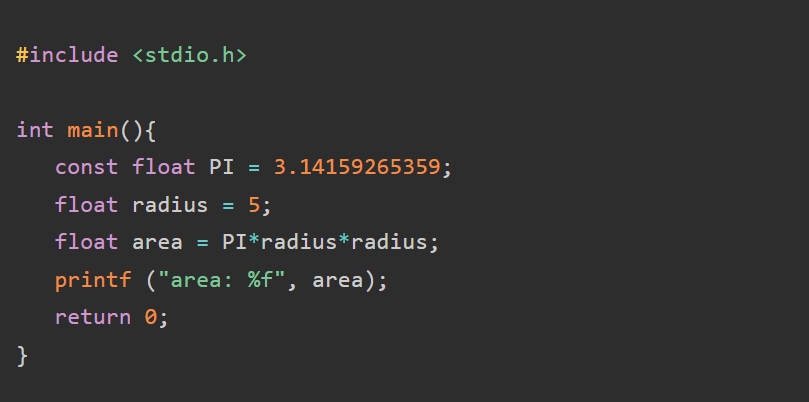 #include <stdio.h>
int main(){
const float PI = 3.14159265359;
float radius = 5;
float area = PI*radius*radius;
printf ("area: %f", area);
return 0;
}